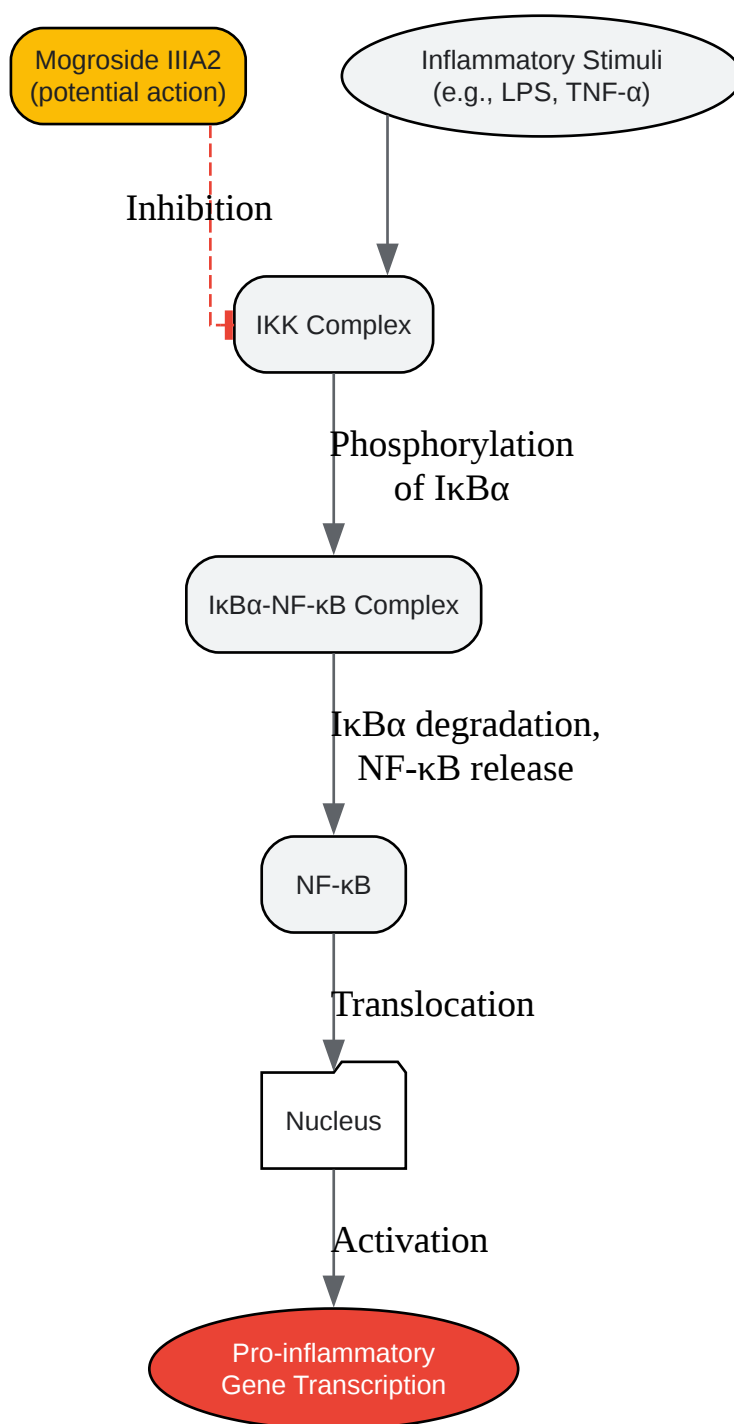 Mogroside IIIA2
(potential action)
Inflammatory Stimuli
(e.g., LPS, TNF-α)
Inhibition
IKK Complex
Phosphorylation
of IκBα
IκBα-NF-κB Complex
IκBα degradation,
NF-κB release
NF-κB
Translocation
Nucleus
Activation
Pro-inflammatory
Gene Transcription